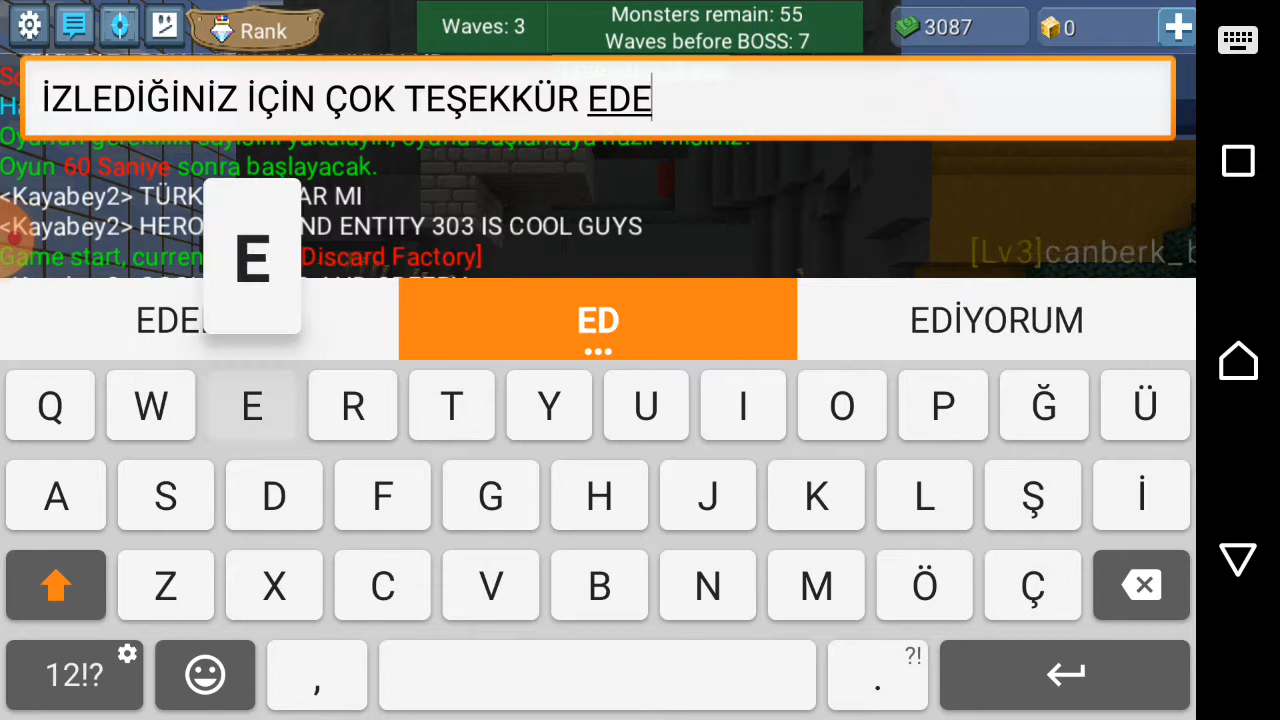 Rank
Waves: 3
Monsters remain: 55
Waves before BOSS: 7
3087
0
İZLEDİĞİNİZ İÇİN ÇOK TEŞEKKÜR EDE
Oyun 60 Saniye sonra başlayacak.
<Kayabey2> TÜRK AR MI
<Kayabey2> HERO ND ENTITY 303 IS COOL GUYS
Game start, curren Discard Factory]
[Lv3]canberk_b
E
EDE
ED
EDİYORUM
Q W E R T Y U I O P Ğ Ü
A S D F G H J K L Ş İ
Z X C V B N M Ö Ç
12!? , . ?!